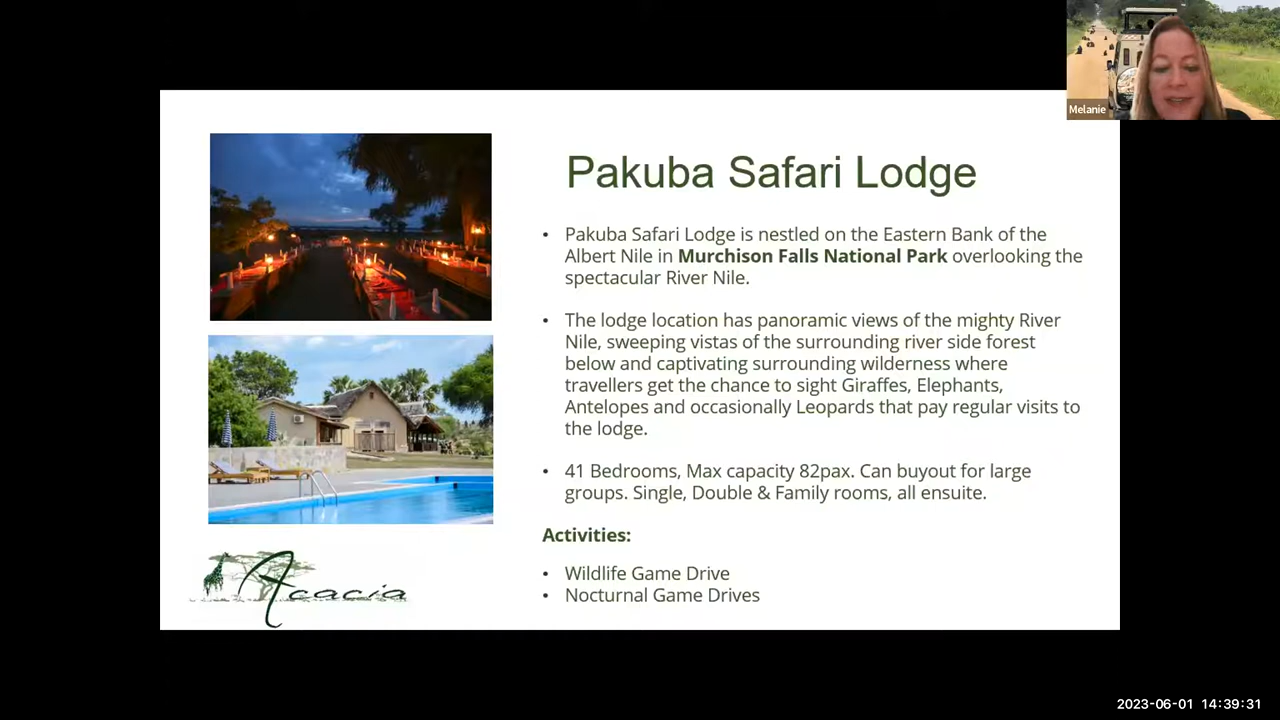 Melanie
Pakuba Safari Lodge
• Pakuba Safari Lodge is nestled on the Eastern Bank of the
Albert Nile in Murchison Falls National Park overlooking the
spectacular River Nile.
• The lodge location has panoramic views of the mighty River
Nile, sweeping vistas of the surrounding river side forest
below and captivating surrounding wilderness where
travellers get the chance to sight Giraffes, Elephants,
Antelopes and occasionally Leopards that pay regular visits to
the lodge.
• 41 Bedrooms, Max capacity 82pax. Can buyout for large
groups. Single, Double & Family rooms, all ensuite.
Activities:
• Wildlife Game Drive
• Nocturnal Game Drives
Acacia
2023-06-01 14:39:31